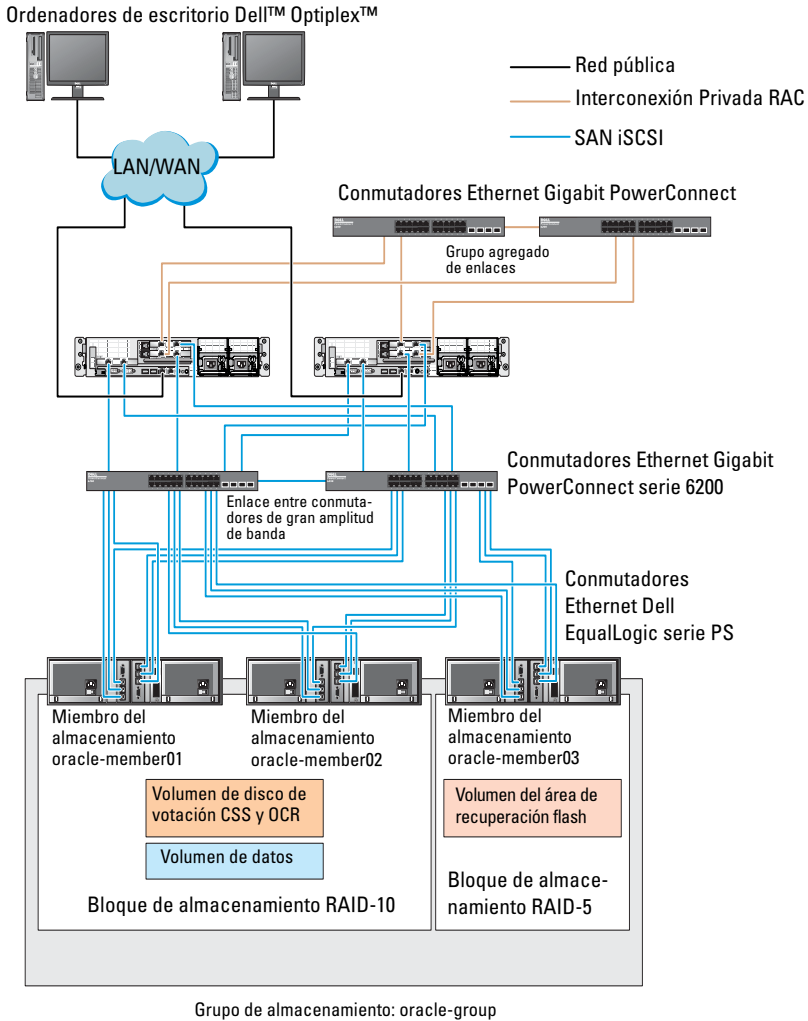 Ordenadores de escritorio Dell™ Optiplex™
Red pública
Interconexión Privada RAC
SAN iSCSI
LAN/WAN
Conmutadores Ethernet Gigabit PowerConnect
Grupo agregado
de enlaces
Conmutadores Ethernet Gigabit
PowerConnect serie 6200
Enlace entre conmuta-
dores de gran amplitud
de banda
Conmutadores
Ethernet Dell
EqualLogic serie PS
Miembro del
almacenamiento
oracle-member01
Miembro del
almacenamiento
oracle-member02
Miembro del
almacenamiento
oracle-member03
Volumen de disco de
votación CSS y OCR
Volumen de datos
Volumen del área de
recuperación flash
Bloque de almacenamiento RAID-10
Bloque de almace-
namiento RAID-5
Grupo de almacenamiento: oracle-group